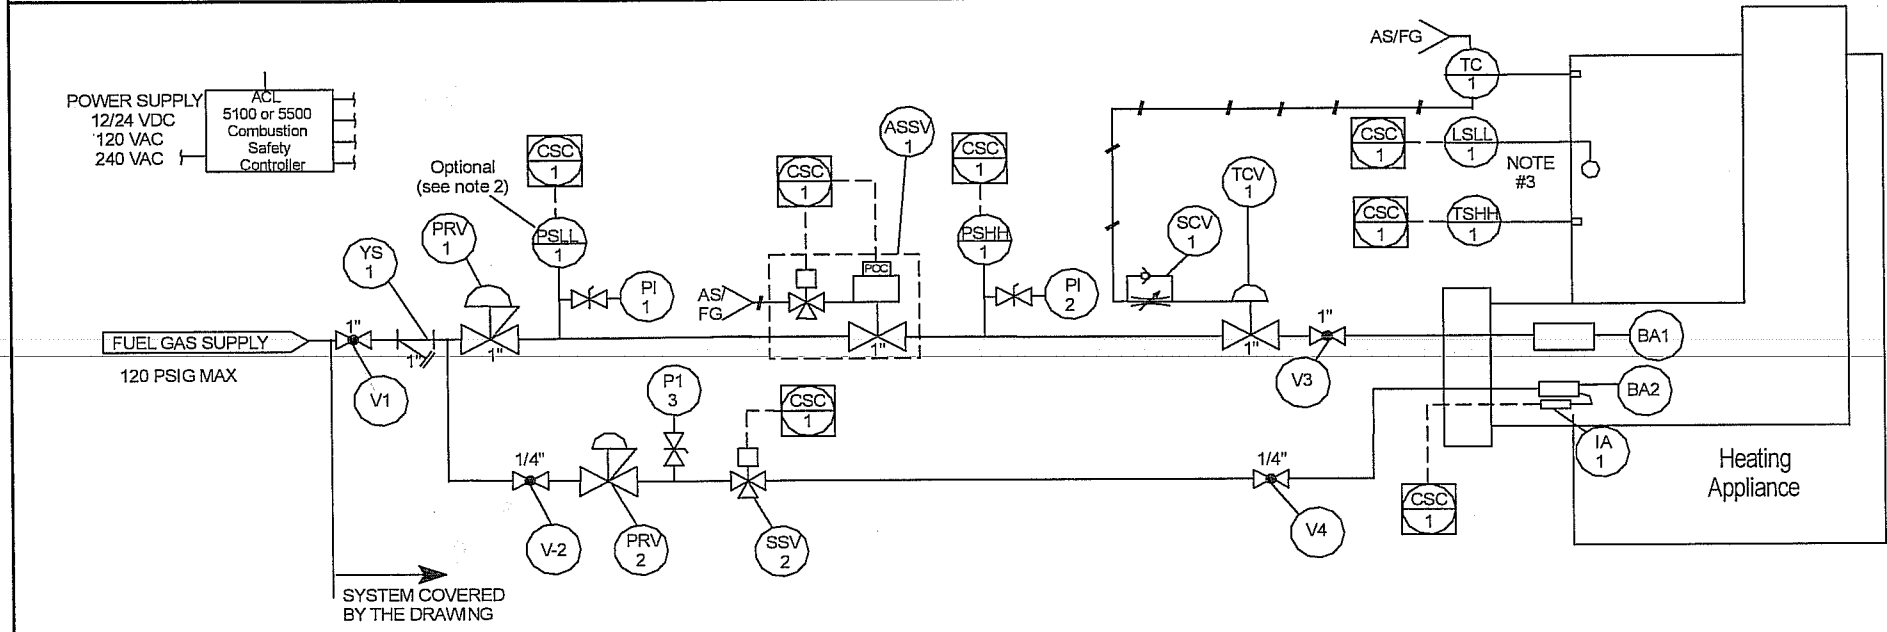 AS/FG
TC
1
POWER SUPPLY
12/24 VDC
120 VAC
240 VAC
ACL
5100 or 5500
Combustion
Safety
Controller
Optional
(see note 2)
CSC
1
ASSV
1
CSC
1
CSC
1
CSC
1
LSLL
1
NOTE
#3
TCV
1
CSC
1
TSHH
1
PRV
1
PSLL
1
PSHH
1
SCV
1
YS
1
POC
PI
1
AS/
FG
PI
2
FUEL GAS SUPPLY
120 PSIG MAX
1"
1"
1"
1"
1"
1"
BA1
V1
P1
3
CSC
1
V3
BA2
IA
1
1/4"
1/4"
CSC
1
Heating
Appliance
V-2
PRV
2
SSV
2
V4
SYSTEM COVERED
BY THE DRAWING